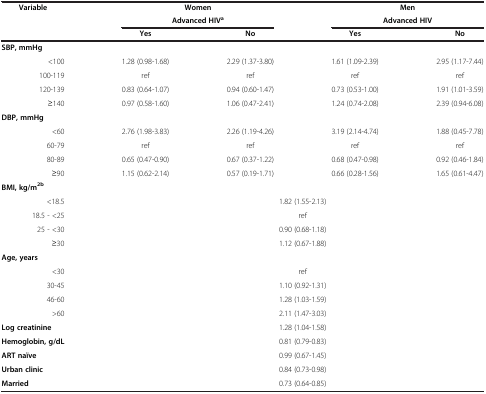 Variable Women Men
Advanced HIVa Advanced HIV
Yes No Yes No
SBP, mmHg
<100 1.28 (0.98-1.68) 2.29 (1.37-3.80) 1.61 (1.09-2.39) 2.95 (1.17-7.44)
100-119 ref ref ref ref
120-139 0.83 (0.64-1.07) 0.94 (0.60-1.47) 0.73 (0.53-1.00) 1.91 (1.01-3.59)
≥140 0.97 (0.58-1.60) 1.06 (0.47-2.41) 1.24 (0.74-2.08) 2.39 (0.94-6.08)
DBP, mmHg
<60 2.76 (1.98-3.83) 2.26 (1.19-4.26) 3.19 (2.14-4.74) 1.88 (0.45-7.78)
60-79 ref ref ref ref
80-89 0.65 (0.47-0.90) 0.67 (0.37-1.22) 0.68 (0.47-0.98) 0.92 (0.46-1.84)
≥90 1.15 (0.62-2.14) 0.57 (0.19-1.71) 0.66 (0.28-1.56) 1.65 (0.61-4.47)
BMI, kg/m2b
<18.5 1.82 (1.55-2.13)
18.5 - <25 ref
25 - <30 0.90 (0.68-1.18)
≥30 1.12 (0.67-1.88)
Age, years
<30 ref
30-45 1.10 (0.92-1.31)
46-60 1.28 (1.03-1.59)
>60 2.11 (1.47-3.03)
Log creatinine 1.28 (1.04-1.58)
Hemoglobin, g/dL 0.81 (0.79-0.83)
ART naïve 0.99 (0.67-1.45)
Urban clinic 0.84 (0.73-0.98)
Married 0.73 (0.64-0.85)